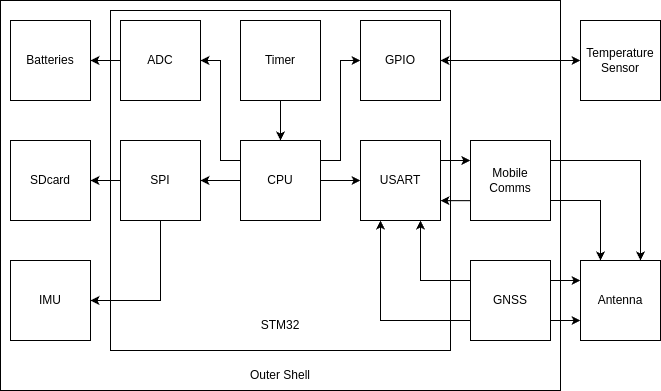 Batteries
ADC
Timer
GPIO
Temperature
Sensor
SDcard
SPI
CPU
USART
Mobile
Comms
IMU
GNSS
Antenna
STM32
Outer Shell